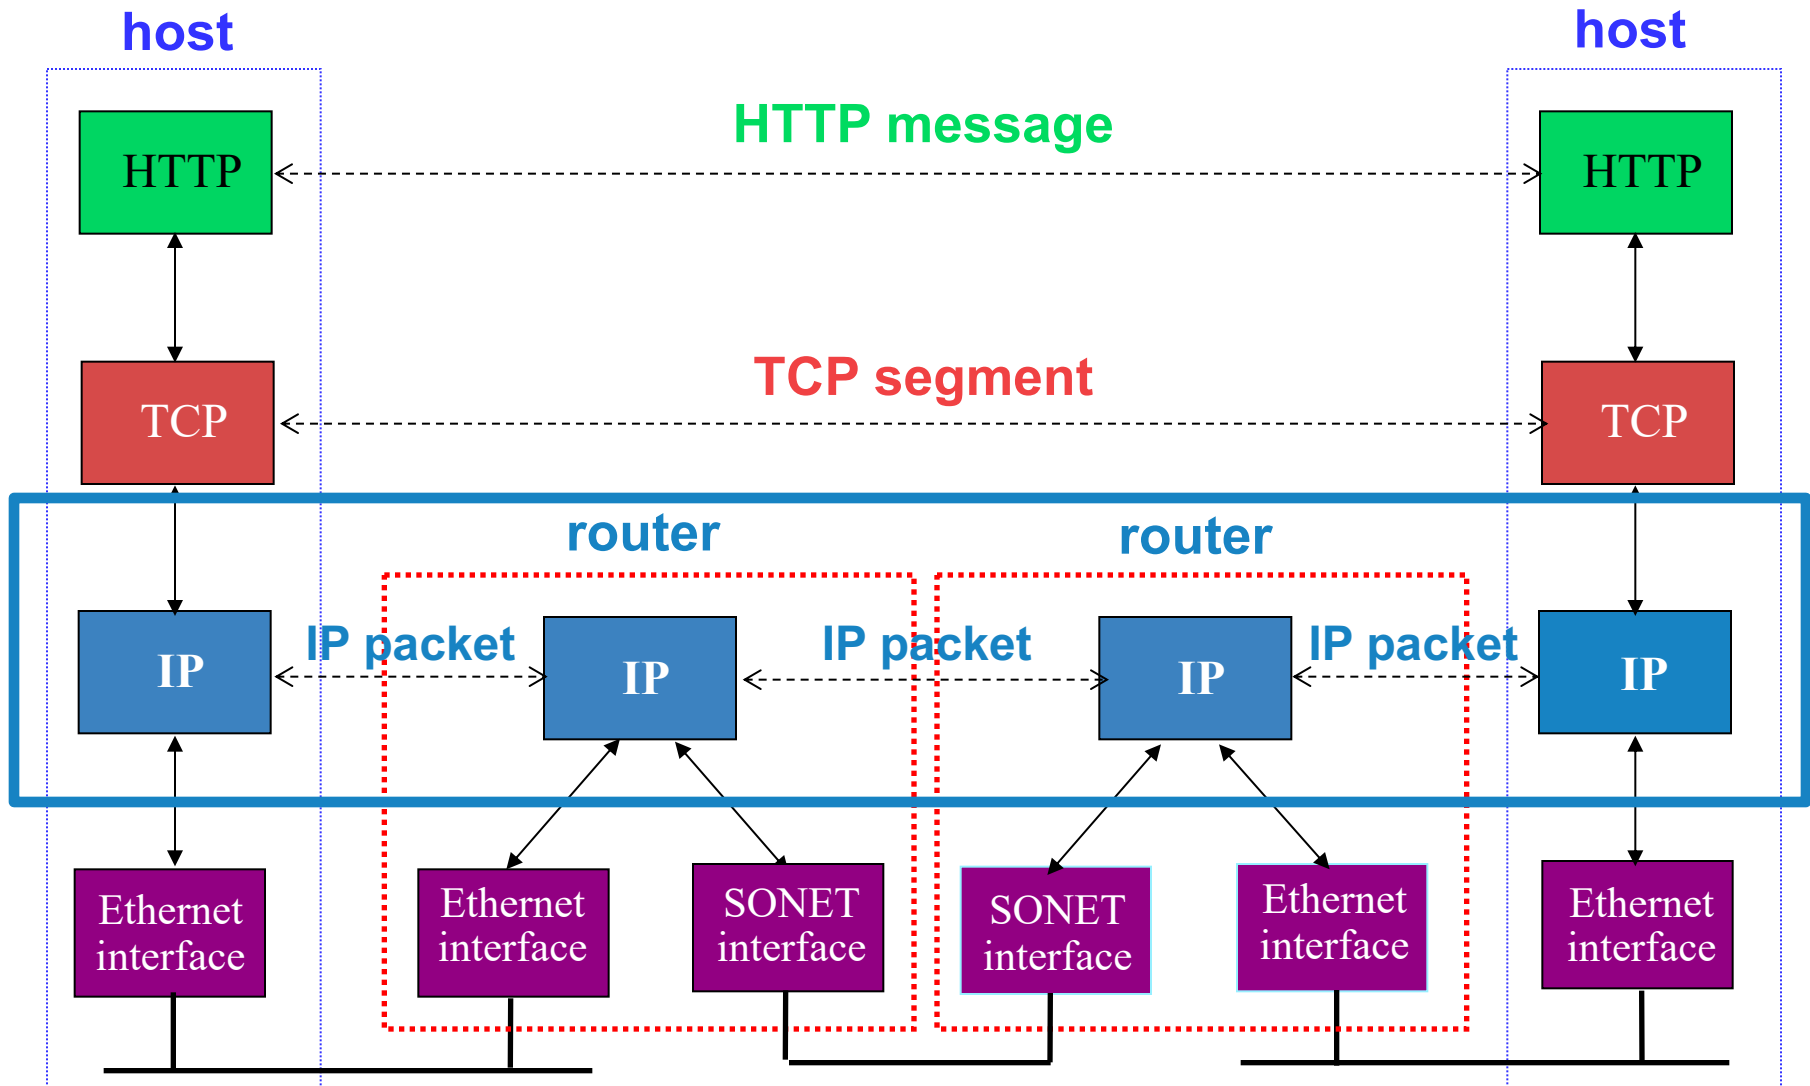 host
host
HTTP message
HTTP
HTTP
TCP segment
TCP
TCP
router
router
IP packet
IP packet
IP packet
IP
IP
IP
IP
Ethernet
interface
Ethernet
interface
SONET
interface
SONET
interface
Ethernet
interface
Ethernet
interface